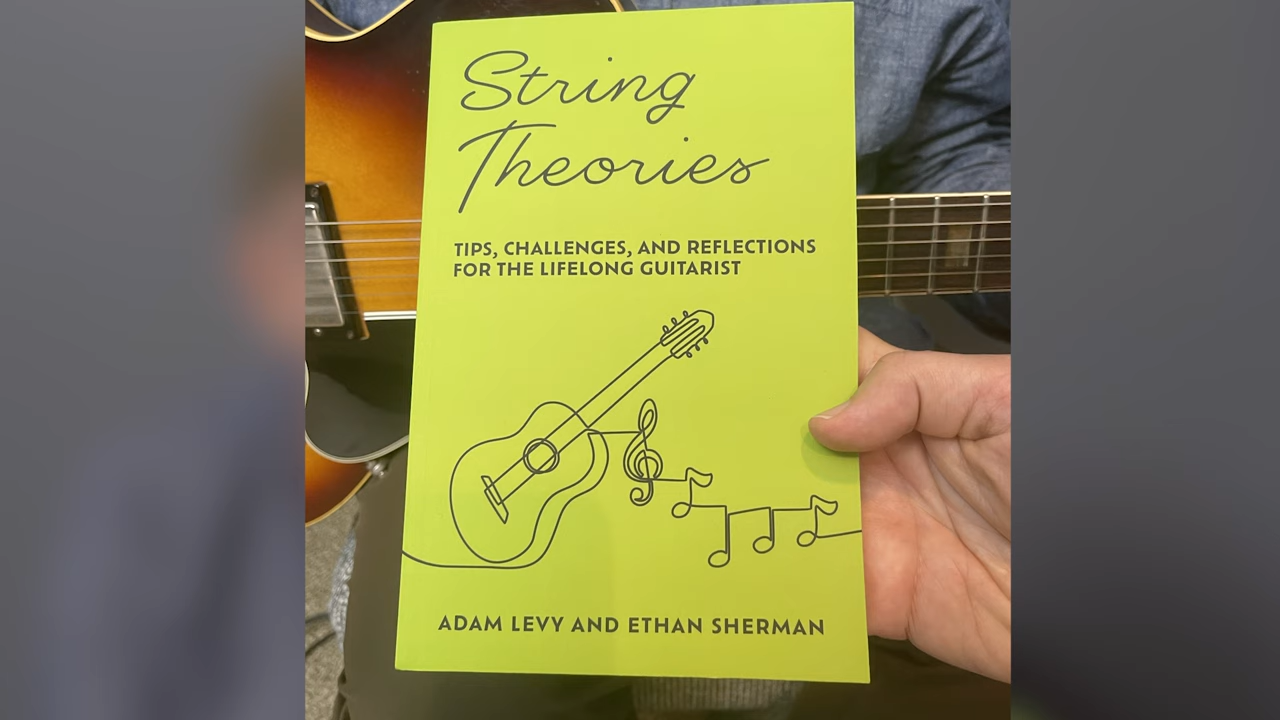 String
Theories
TIPS, CHALLENGES, AND REFLECTIONS
FOR THE LIFELONG GUITARIST
ADAM LEVY AND ETHAN SHERMAN